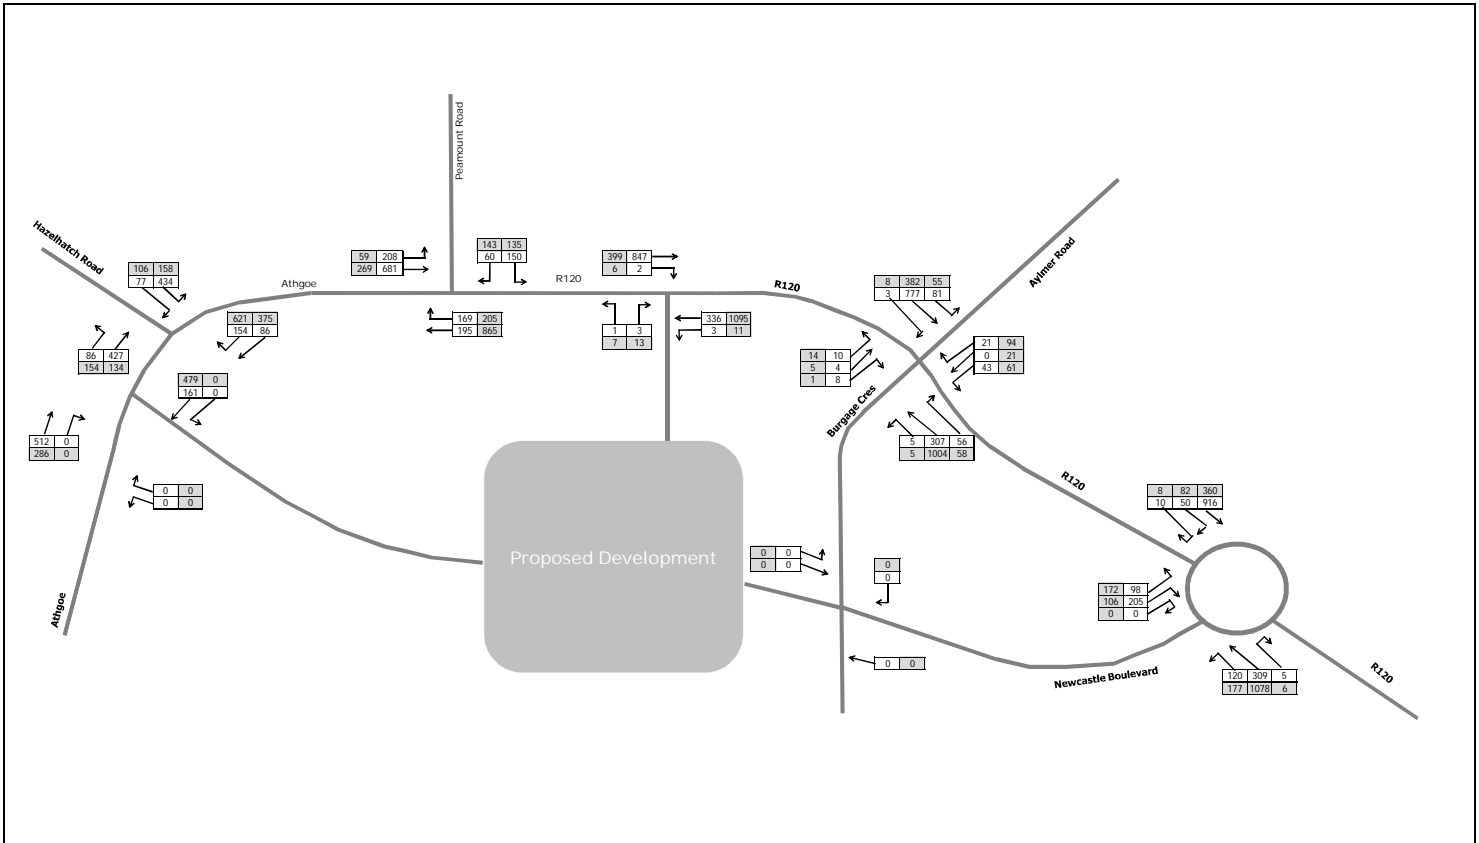 Peamount Road
Hazelhatch Road
106 158
77 434
59 208
269 681
143 135
60 150
399 847
6 2
Athgoe
R120
R120
Aylmer Road
8 382 55
3 777 81
621 375
154 86
169 205
195 865
1 3
7 13
336 1095
3 11
86 427
154 134
14 10
5 4
1 8
21 94
0 21
43 61
479 0
161 0
Burgage Cres
512 0
286 0
5 307 56
5 1004 58
R120
0 0
0 0
8 82 360
10 50 916
Proposed Development
0 0
0 0
0
0
172 98
106 205
0 0
Athgoe
0 0
Newcastle Boulevard
120 309 5
177 1078 6
R120